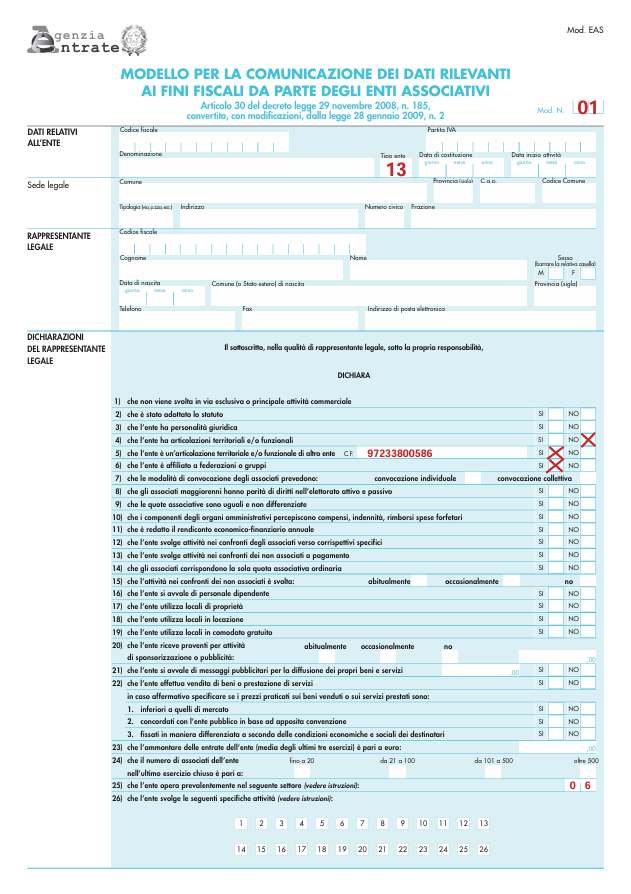 Agenzia
Entrate
Mod. EAS
MODELLO PER LA COMUNICAZIONE DEI DATI RILEVANTI
AI FINI FISCALI DA PARTE DEGLI ENTI ASSOCIATIVI
Articolo 30 del decreto legge 29 novembre 2008, n. 185,
convertito, con modificazioni, dalla legge 28 gennaio 2009, n. 2
Mod. N. 01
DATI RELATIVI
ALL'ENTE
Codice fiscale Partita IVA
Denominazione Tipo ente Data di costituzione Data inizio attività
13 giorno mese anno giorno mese anno
Sede legale
Comune Provincia (sigla) C.a.p. Codice Comune
Tipologia (via, piazza, ecc.) Indirizzo Numero civico Frazione
RAPPRESENTANTE
LEGALE
Codice fiscale
Cognome Nome Sesso
(barrare la relativa casella)
M F
Data di nascita Comune (o Stato estero) di nascita Provincia (sigla)
giorno mese anno
Telefono Fax Indirizzo di posta elettronica
DICHIARAZIONI
DEL RAPPRESENTANTE
LEGALE
Il sottoscritto, nella qualità di rappresentante legale, sotto la propria responsabilità,
DICHIARA
1) che non viene svolta in via esclusiva o principale attività commerciale
2) che è stato adottato lo statuto SI NO
3) che l'ente ha personalità giuridica SI NO
4) che l'ente ha articolazioni territoriali e/o funzionali SI NO X
5) che l'ente è un'articolazione territoriale e/o funzionale di altro ente C.F. 97233800586 SI X NO
6) che l'ente è affiliato a federazioni o gruppi SI X NO
7) che le modalità di convocazione degli associati prevedono: convocazione individuale convocazione collettiva
8) che gli associati maggiorenni hanno parità di diritti nell'elettorato attivo e passivo SI NO
9) che le quote associative sono uguali e non differenziate SI NO
10) che i componenti degli organi amministrativi percepiscono compensi, indennità, rimborsi spese forfetari SI NO
11) che è redatto il rendiconto economico-finanziario annuale SI NO
12) che l'ente svolge attività nei confronti degli associati verso corrispettivi specifici SI NO
13) che l'ente svolge attività nei confronti dei non associati a pagamento SI NO
14) che gli associati corrispondono la sola quota associativa ordinaria SI NO
15) che l'attività nei confronti dei non associati è svolta: abitualmente occasionalmente no
16) che l'ente si avvale di personale dipendente SI NO
17) che l'ente utilizza locali di proprietà SI NO
18) che l'ente utilizza locali in locazione SI NO
19) che l'ente utilizza locali in comodato gratuito SI NO
20) che l'ente riceve proventi per attività abitualmente occasionalmente no
di sponsorizzazione o pubblicità: ,00
21) che l'ente si avvale di messaggi pubblicitari per la diffusione dei propri beni e servizi ,00 SI NO
22) che l'ente effettua vendita di beni o prestazione di servizi SI NO
in caso affermativo specificare se i prezzi praticati sui beni venduti o sui servizi prestati sono:
1. inferiori a quelli di mercato SI NO
2. concordati con l'ente pubblico in base ad apposita convenzione SI NO
3. fissati in maniera differenziata a seconda delle condizioni economiche e sociali dei destinatari SI NO
23) che l'ammontare delle entrate dell'ente (media degli ultimi tre esercizi) è pari a euro: ,00
24) che il numero di associati dell'ente fino a 20 da 21 a 100 da 101 a 500 oltre 500
nell'ultimo esercizio chiuso è pari a:
25) che l'ente opera prevalentemente nel seguente settore (vedere istruzioni): 0 6
26) che l'ente svolge le seguenti specifiche attività (vedere istruzioni):
1 2 3 4 5 6 7 8 9 10 11 12 13
14 15 16 17 18 19 20 21 22 23 24 25 26